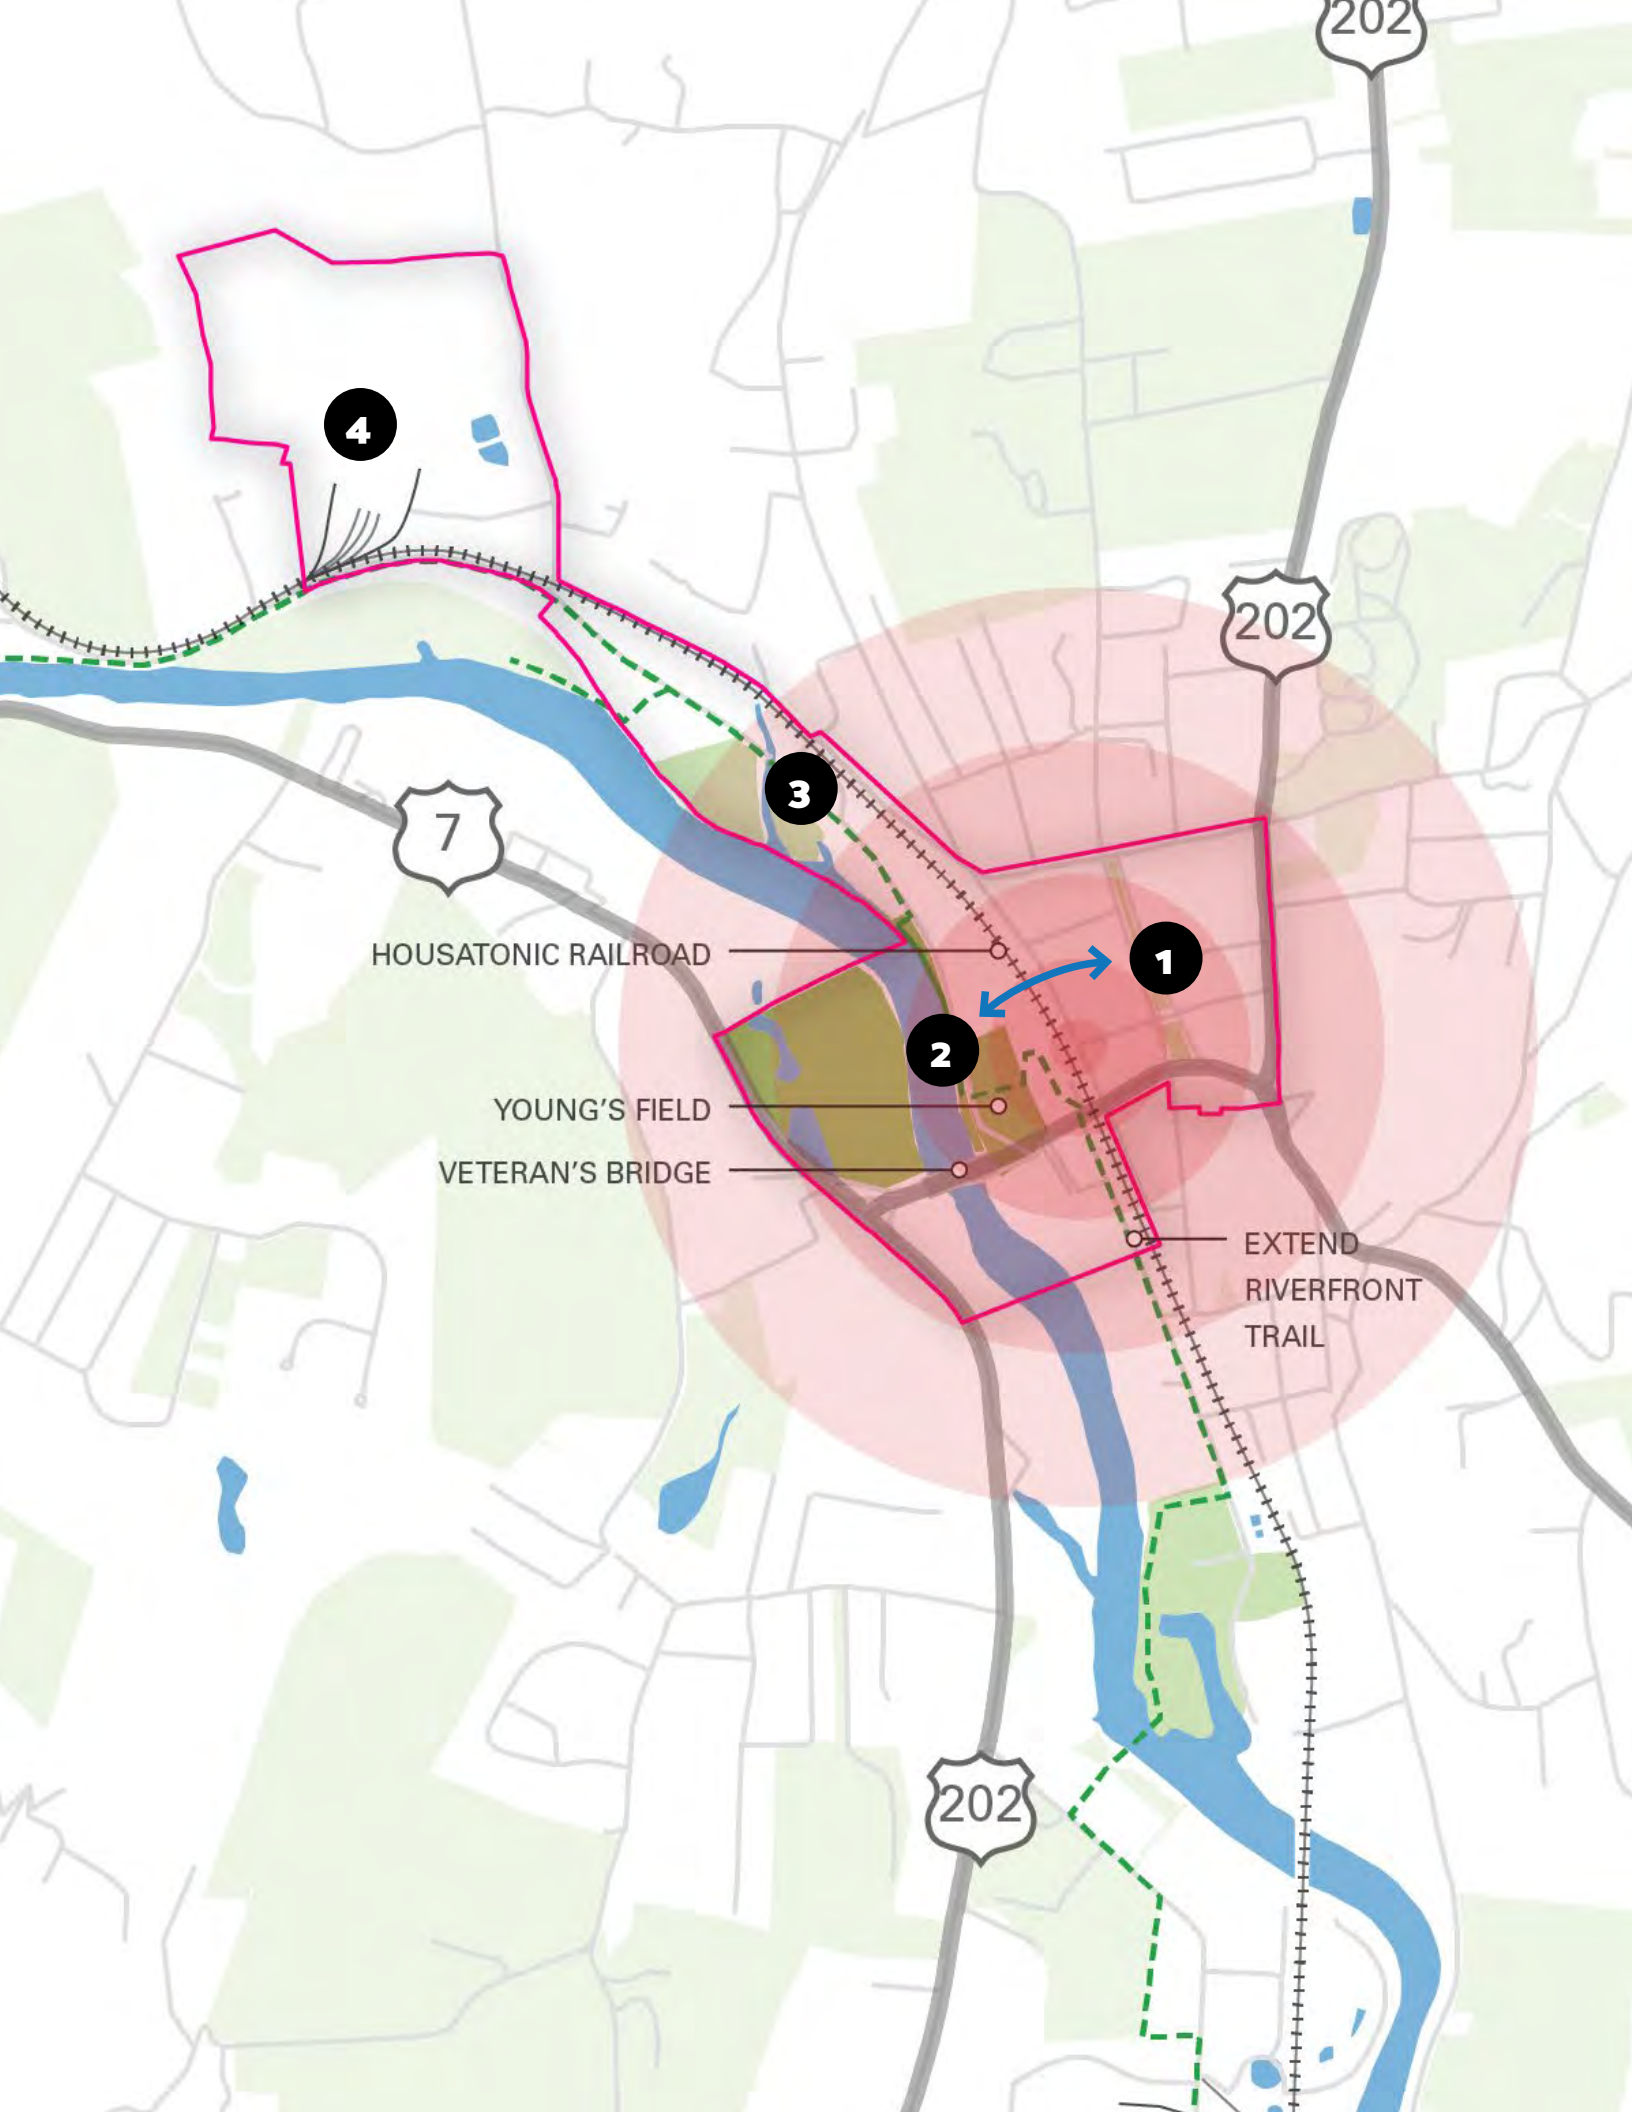 202
4
202
3
7
HOUSATONIC RAILROAD
1
2
YOUNG'S FIELD
VETERAN'S BRIDGE
EXTEND
RIVERFRONT
TRAIL
202